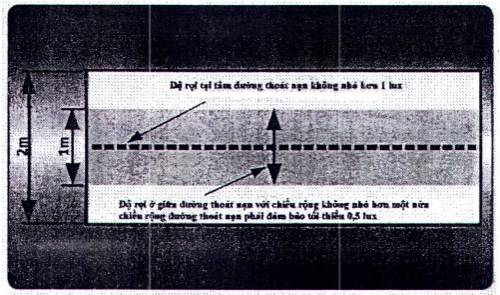 Độ rọi tại tâm đường thoát nạn không nhỏ hơn 1 lux
2m
1m
Độ rọi ở giữa đường thoát nạn với chiều rộng không nhỏ hơn một nửa
chiều rộng đường thoát nạn phải đảm bảo tối thiểu 0,5 lux